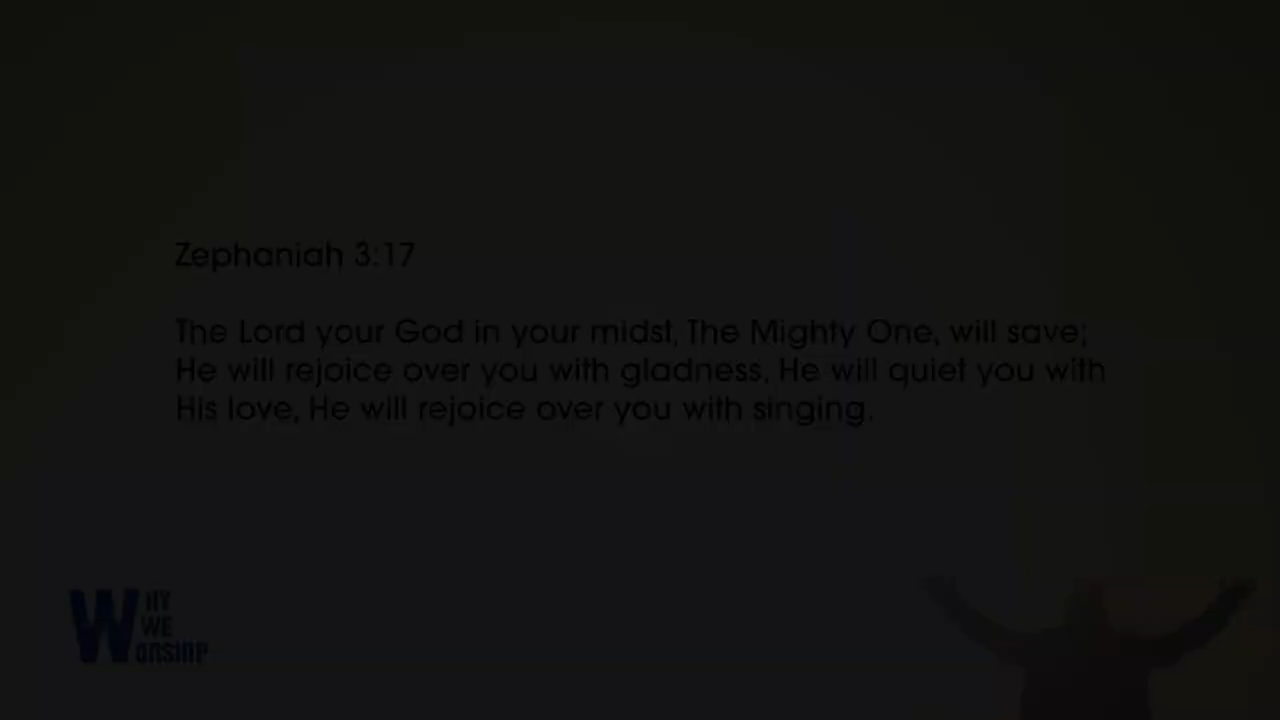 Zephaniah 3:17
The Lord your God in your midst, The Mighty One, will save;
He will rejoice over you with gladness, He will quiet you with
His love, He will rejoice over you with singing.
WHY
WE
WORSHIP